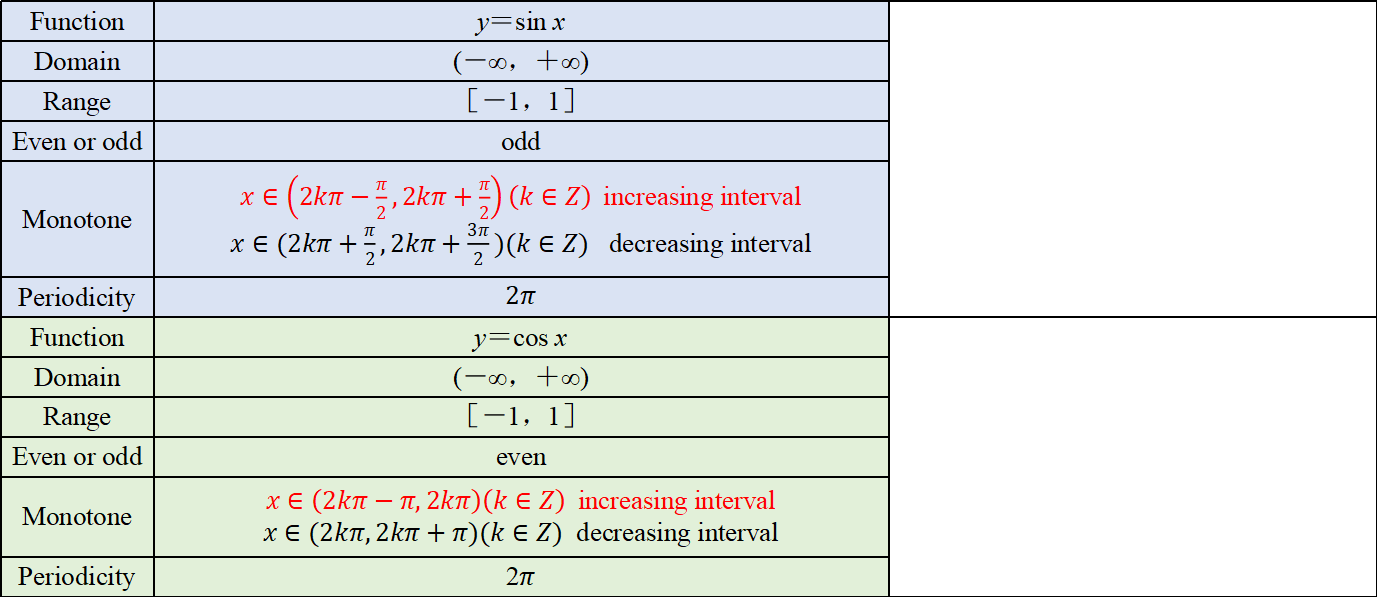 Function y＝sin x
Domain (－∞，＋∞)
Range ［－1，1］
Even or odd odd
Monotone
x ∈ (2kπ − π/2, 2kπ + π/2) (k ∈ Z) increasing interval
x ∈ (2kπ + π/2, 2kπ + 3π/2)(k ∈ Z) decreasing interval
Periodicity 2π
Function y＝cos x
Domain (－∞，＋∞)
Range ［－1，1］
Even or odd even
Monotone
x ∈ (2kπ − π, 2kπ)(k ∈ Z) increasing interval
x ∈ (2kπ, 2kπ + π)(k ∈ Z) decreasing interval
Periodicity 2π